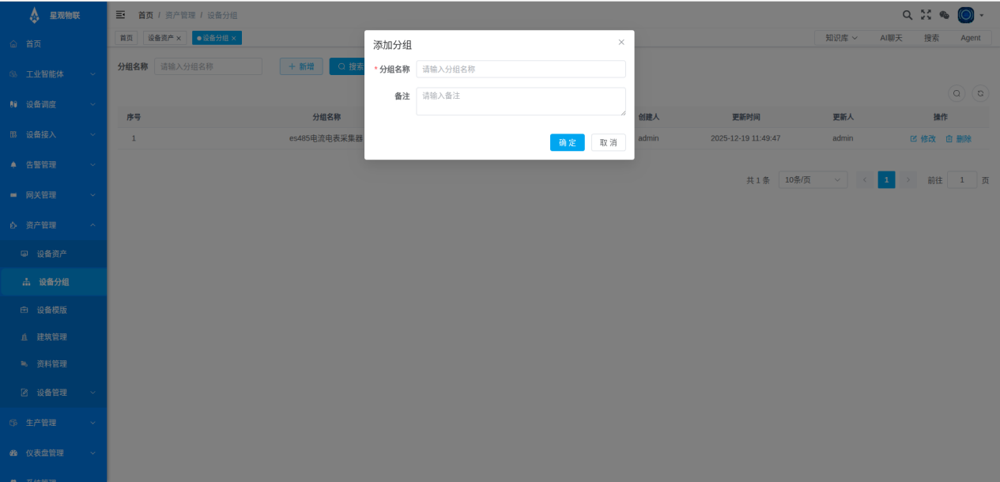 星观物联
首页 / 资产管理 / 设备分组
首页
设备资产 ×
设备分组 ×
知识库
AI聊天
搜索
Agent
首页
工业智能体
设备调度
设备接入
告警管理
网关管理
资产管理
设备资产
设备分组
设备模版
建筑管理
资料管理
设备管理
生产管理
仪表盘管理
系统管理
分组名称 请输入分组名称
+ 新增
搜索
添加分组
* 分组名称 请输入分组名称
备注 请输入备注
确 定 取 消
序号 分组名称 创建人 更新时间 更新人 操作
1 es485电流电表采集器 admin 2025-12-19 11:49:47 admin 修改 删除
共 1 条 10条/页 < 1 > 前往 1 页